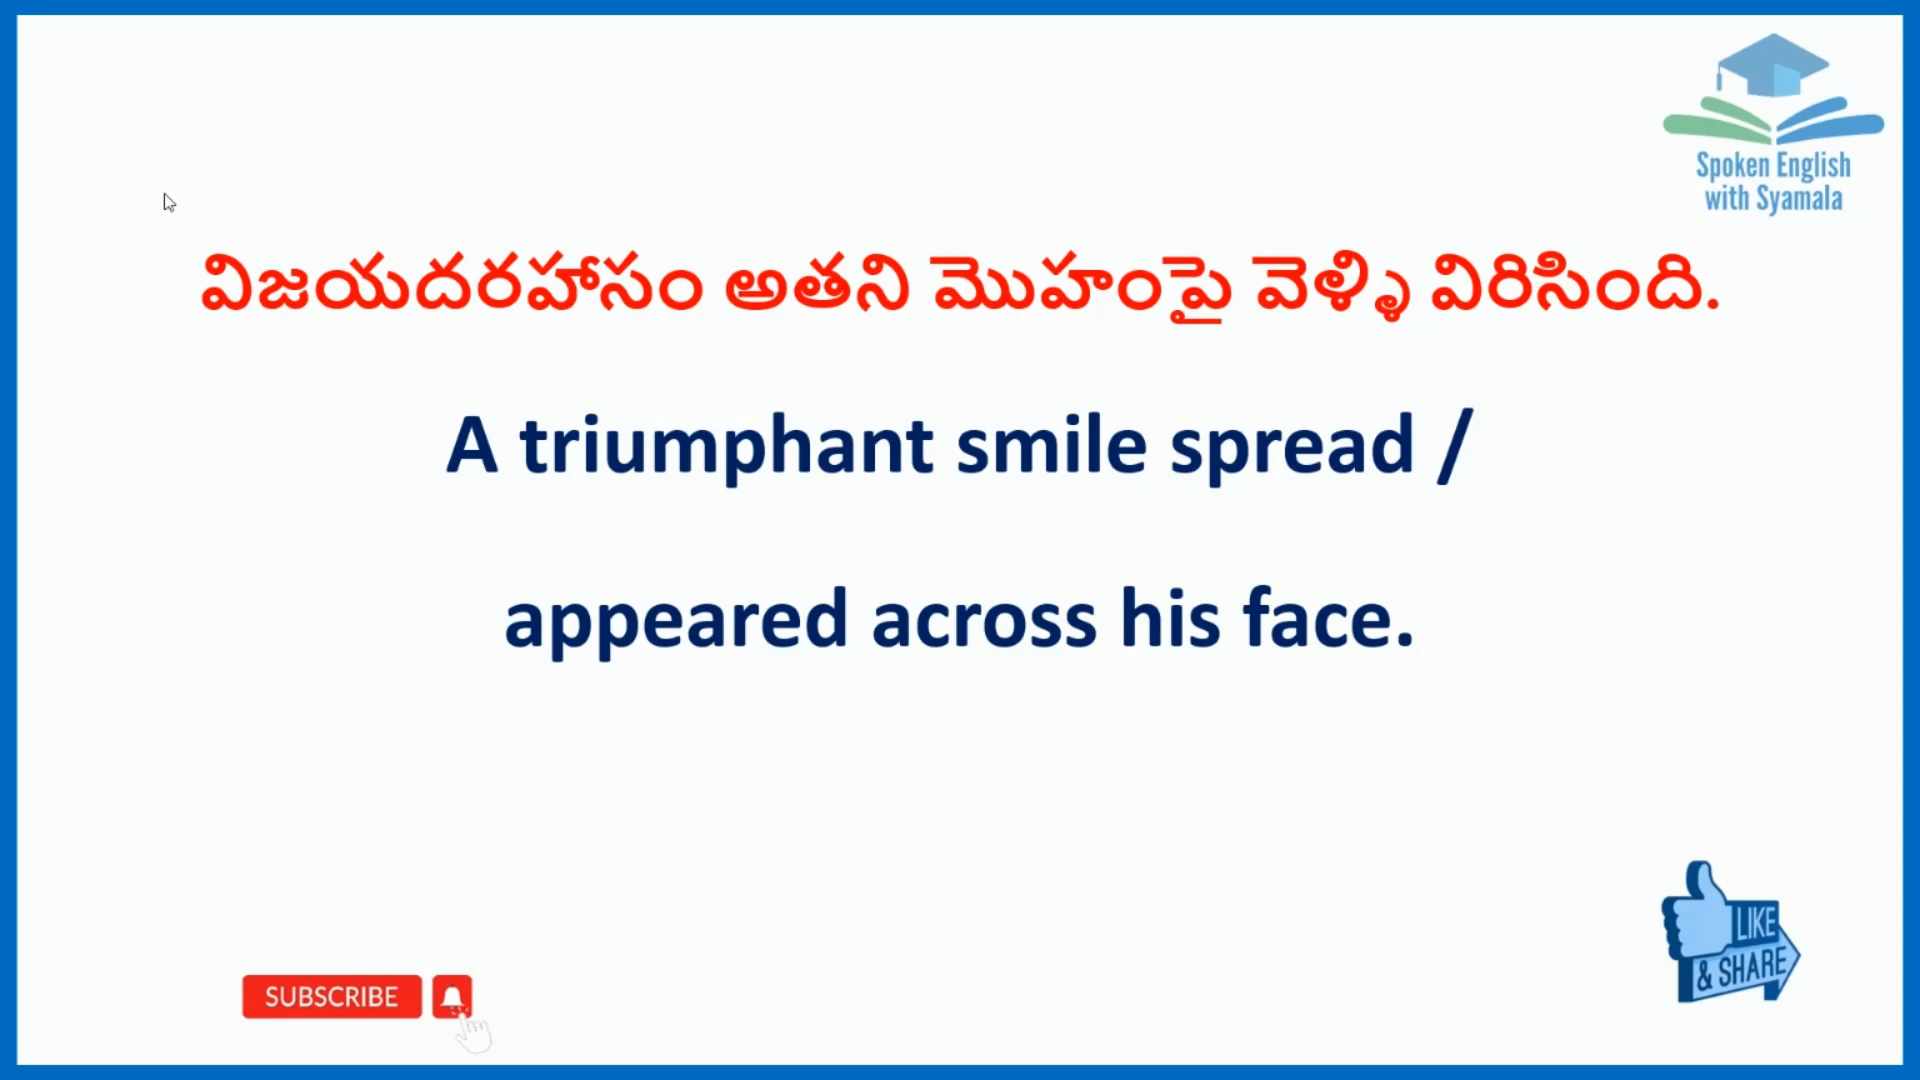 Spoken English
with Syamala
విజయదరహాసం అతని మొహంపై వెళ్ళి విరిసింది.
A triumphant smile spread /
appeared across his face.
LIKE
& SHARE
SUBSCRIBE